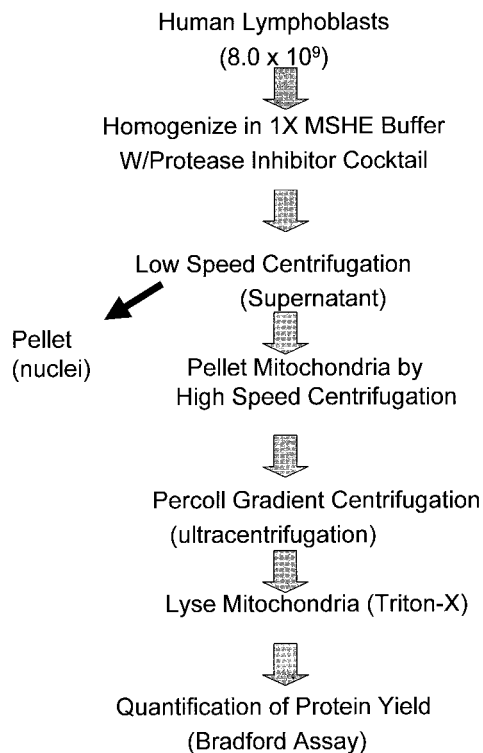 Human Lymphoblasts
(8.0 x 10⁹)
Homogenize in 1X MSHE Buffer
W/Protease Inhibitor Cocktail
Low Speed Centrifugation
(Supernatant)
Pellet
(nuclei)
Pellet Mitochondria by
High Speed Centrifugation
Percoll Gradient Centrifugation
(ultracentrifugation)
Lyse Mitochondria (Triton-X)
Quantification of Protein Yield
(Bradford Assay)